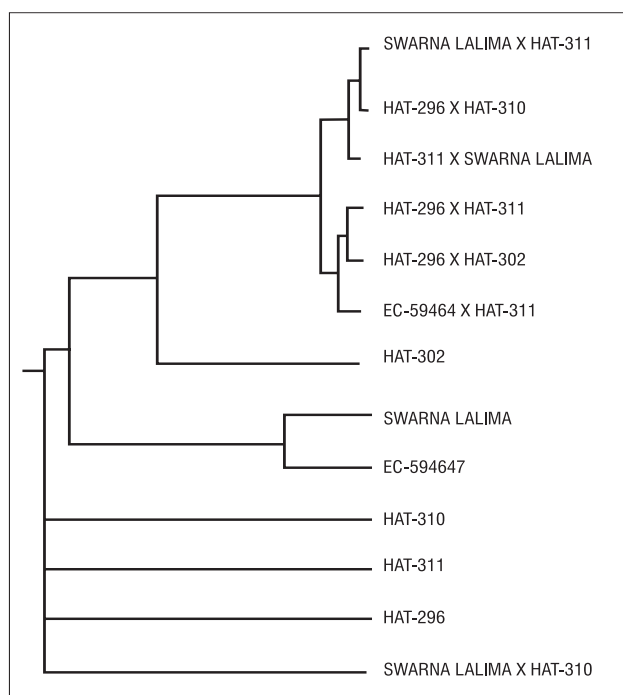 SWARNA LALIMA X HAT-311
HAT-296 X HAT-310
HAT-311 X SWARNA LALIMA
HAT-296 X HAT-311
HAT-296 X HAT-302
EC-59464 X HAT-311
HAT-302
SWARNA LALIMA
EC-594647
HAT-310
HAT-311
HAT-296
SWARNA LALIMA X HAT-310